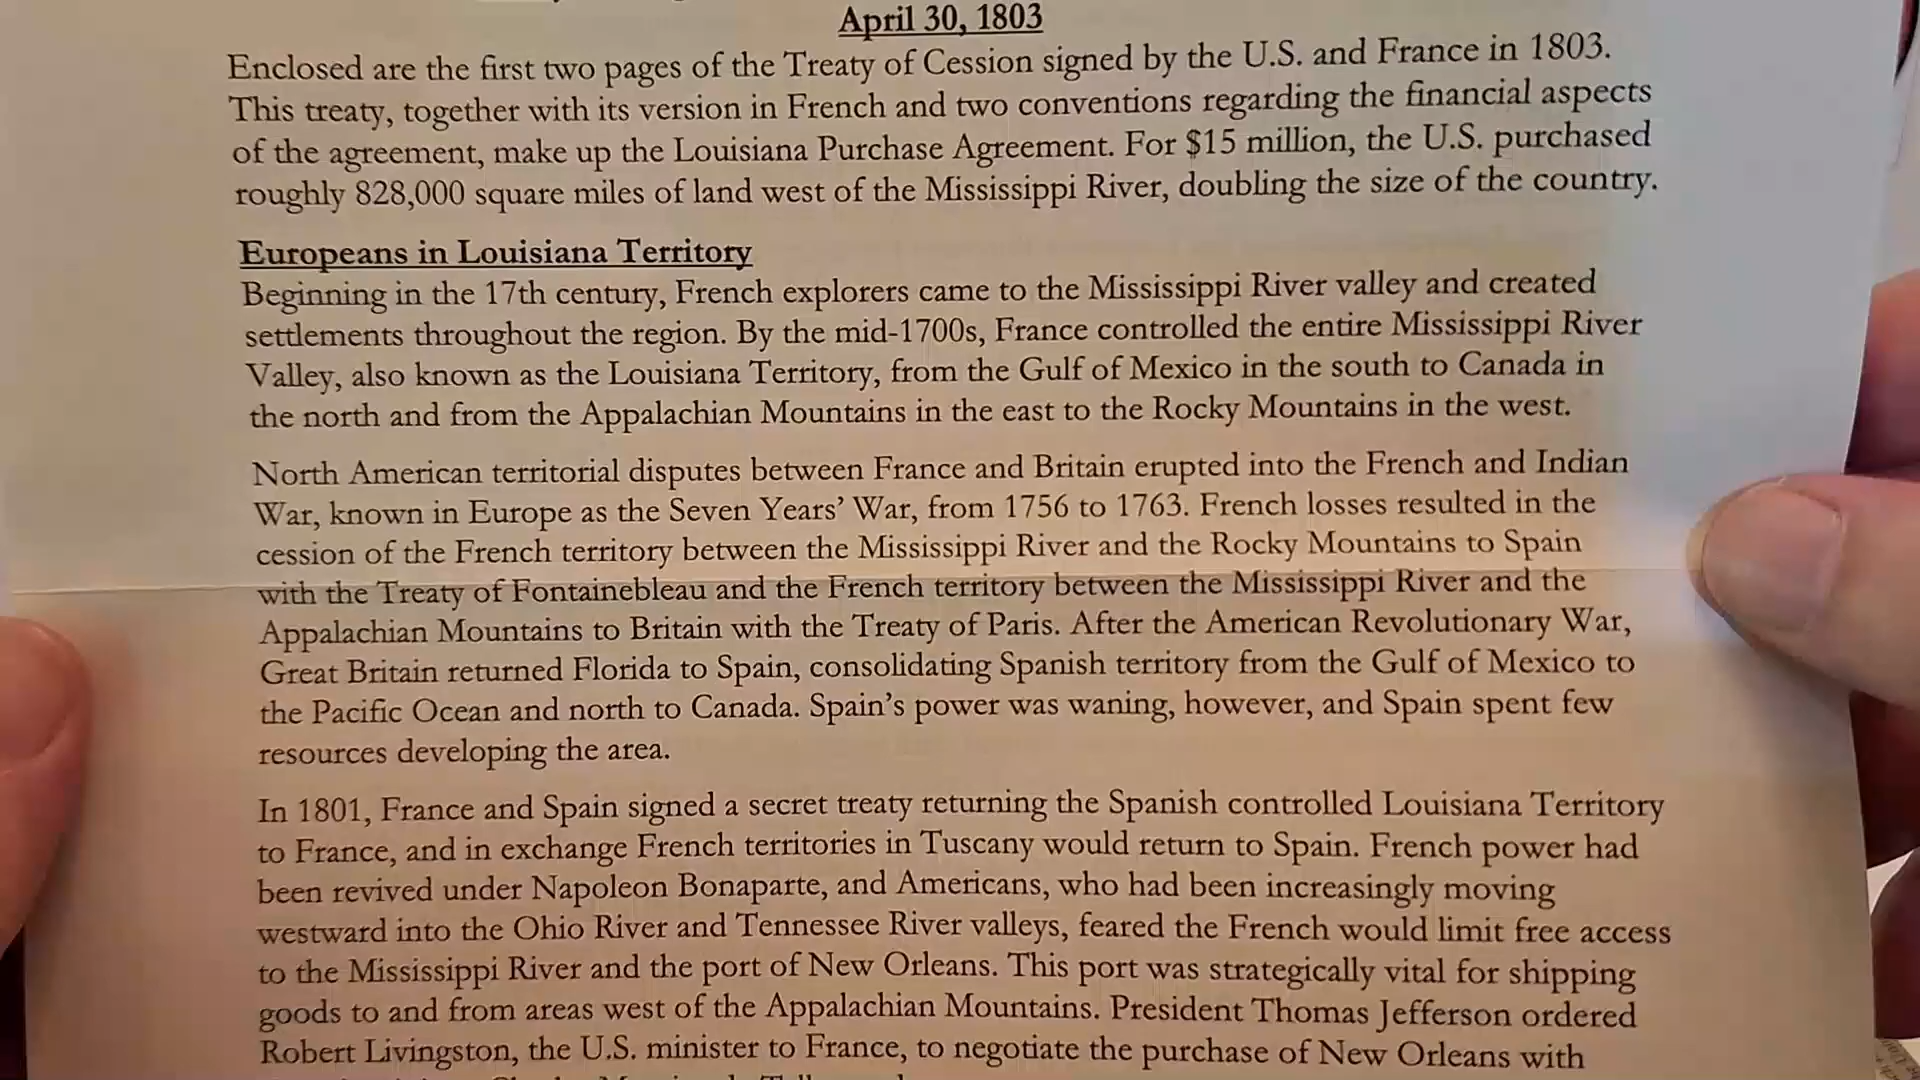 April 30, 1803
Enclosed are the first two pages of the Treaty of Cession signed by the U.S. and France in 1803.
This treaty, together with its version in French and two conventions regarding the financial aspects
of the agreement, make up the Louisiana Purchase Agreement. For $15 million, the U.S. purchased
roughly 828,000 square miles of land west of the Mississippi River, doubling the size of the country.
Europeans in Louisiana Territory
Beginning in the 17th century, French explorers came to the Mississippi River valley and created
settlements throughout the region. By the mid-1700s, France controlled the entire Mississippi River
Valley, also known as the Louisiana Territory, from the Gulf of Mexico in the south to Canada in
the north and from the Appalachian Mountains in the east to the Rocky Mountains in the west.
North American territorial disputes between France and Britain erupted into the French and Indian
War, known in Europe as the Seven Years’ War, from 1756 to 1763. French losses resulted in the
cession of the French territory between the Mississippi River and the Rocky Mountains to Spain
with the Treaty of Fontainebleau and the French territory between the Mississippi River and the
Appalachian Mountains to Britain with the Treaty of Paris. After the American Revolutionary War,
Great Britain returned Florida to Spain, consolidating Spanish territory from the Gulf of Mexico to
the Pacific Ocean and north to Canada. Spain’s power was waning, however, and Spain spent few
resources developing the area.
In 1801, France and Spain signed a secret treaty returning the Spanish controlled Louisiana Territory
to France, and in exchange French territories in Tuscany would return to Spain. French power had
been revived under Napoleon Bonaparte, and Americans, who had been increasingly moving
westward into the Ohio River and Tennessee River valleys, feared the French would limit free access
to the Mississippi River and the port of New Orleans. This port was strategically vital for shipping
goods to and from areas west of the Appalachian Mountains. President Thomas Jefferson ordered
Robert Livingston, the U.S. minister to France, to negotiate the purchase of New Orleans with